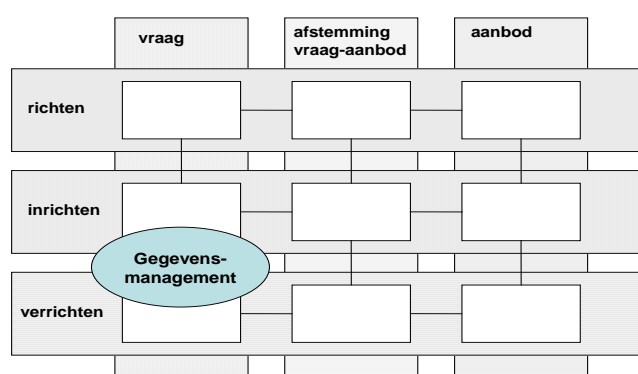 vraag
afstemming
vraag-aanbod
aanbod
richten
inrichten
Gegevens-
management
verrichten